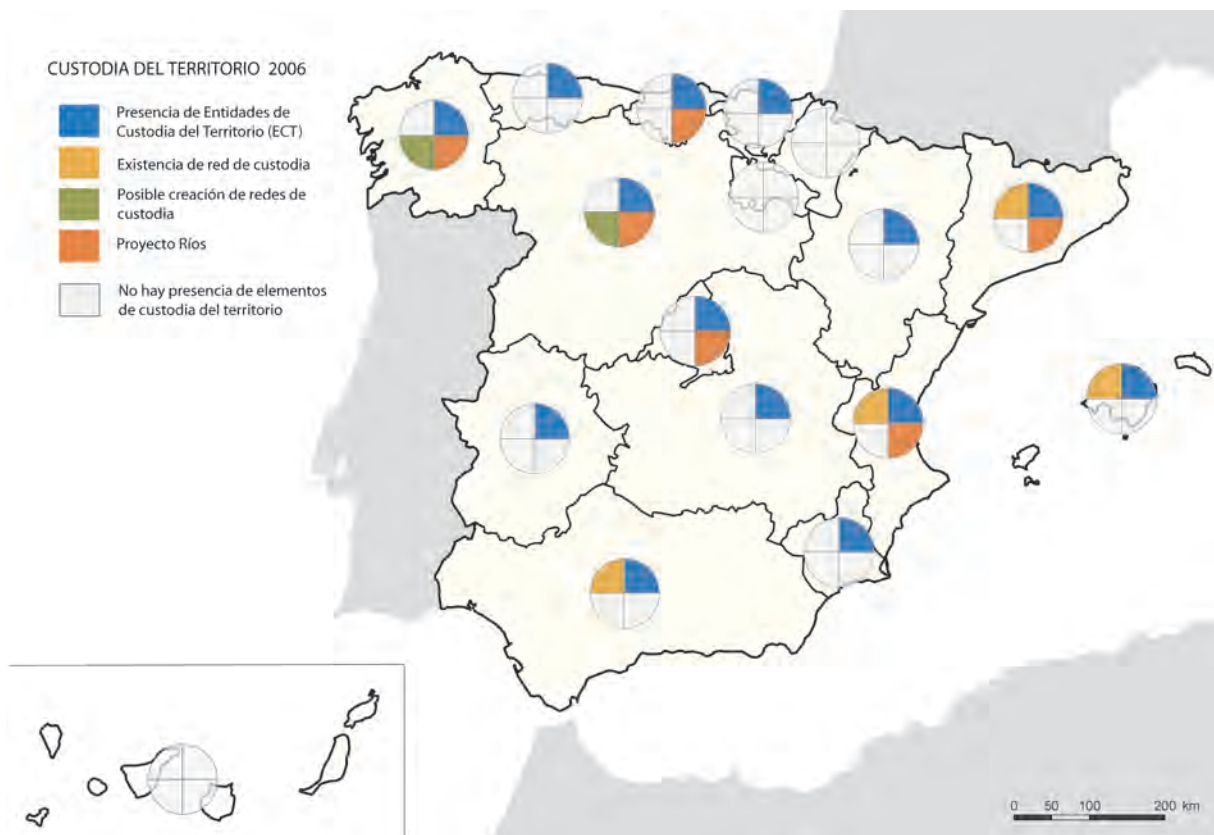 CUSTODIA DEL TERRITORIO 2006
Presencia de Entidades de
Custodia del Territorio (ECT)
Existencia de red de custodia
Posible creación de redes de
custodia
Proyecto Ríos
No hay presencia de elementos
de custodia del territorio
0 50 100 200 km